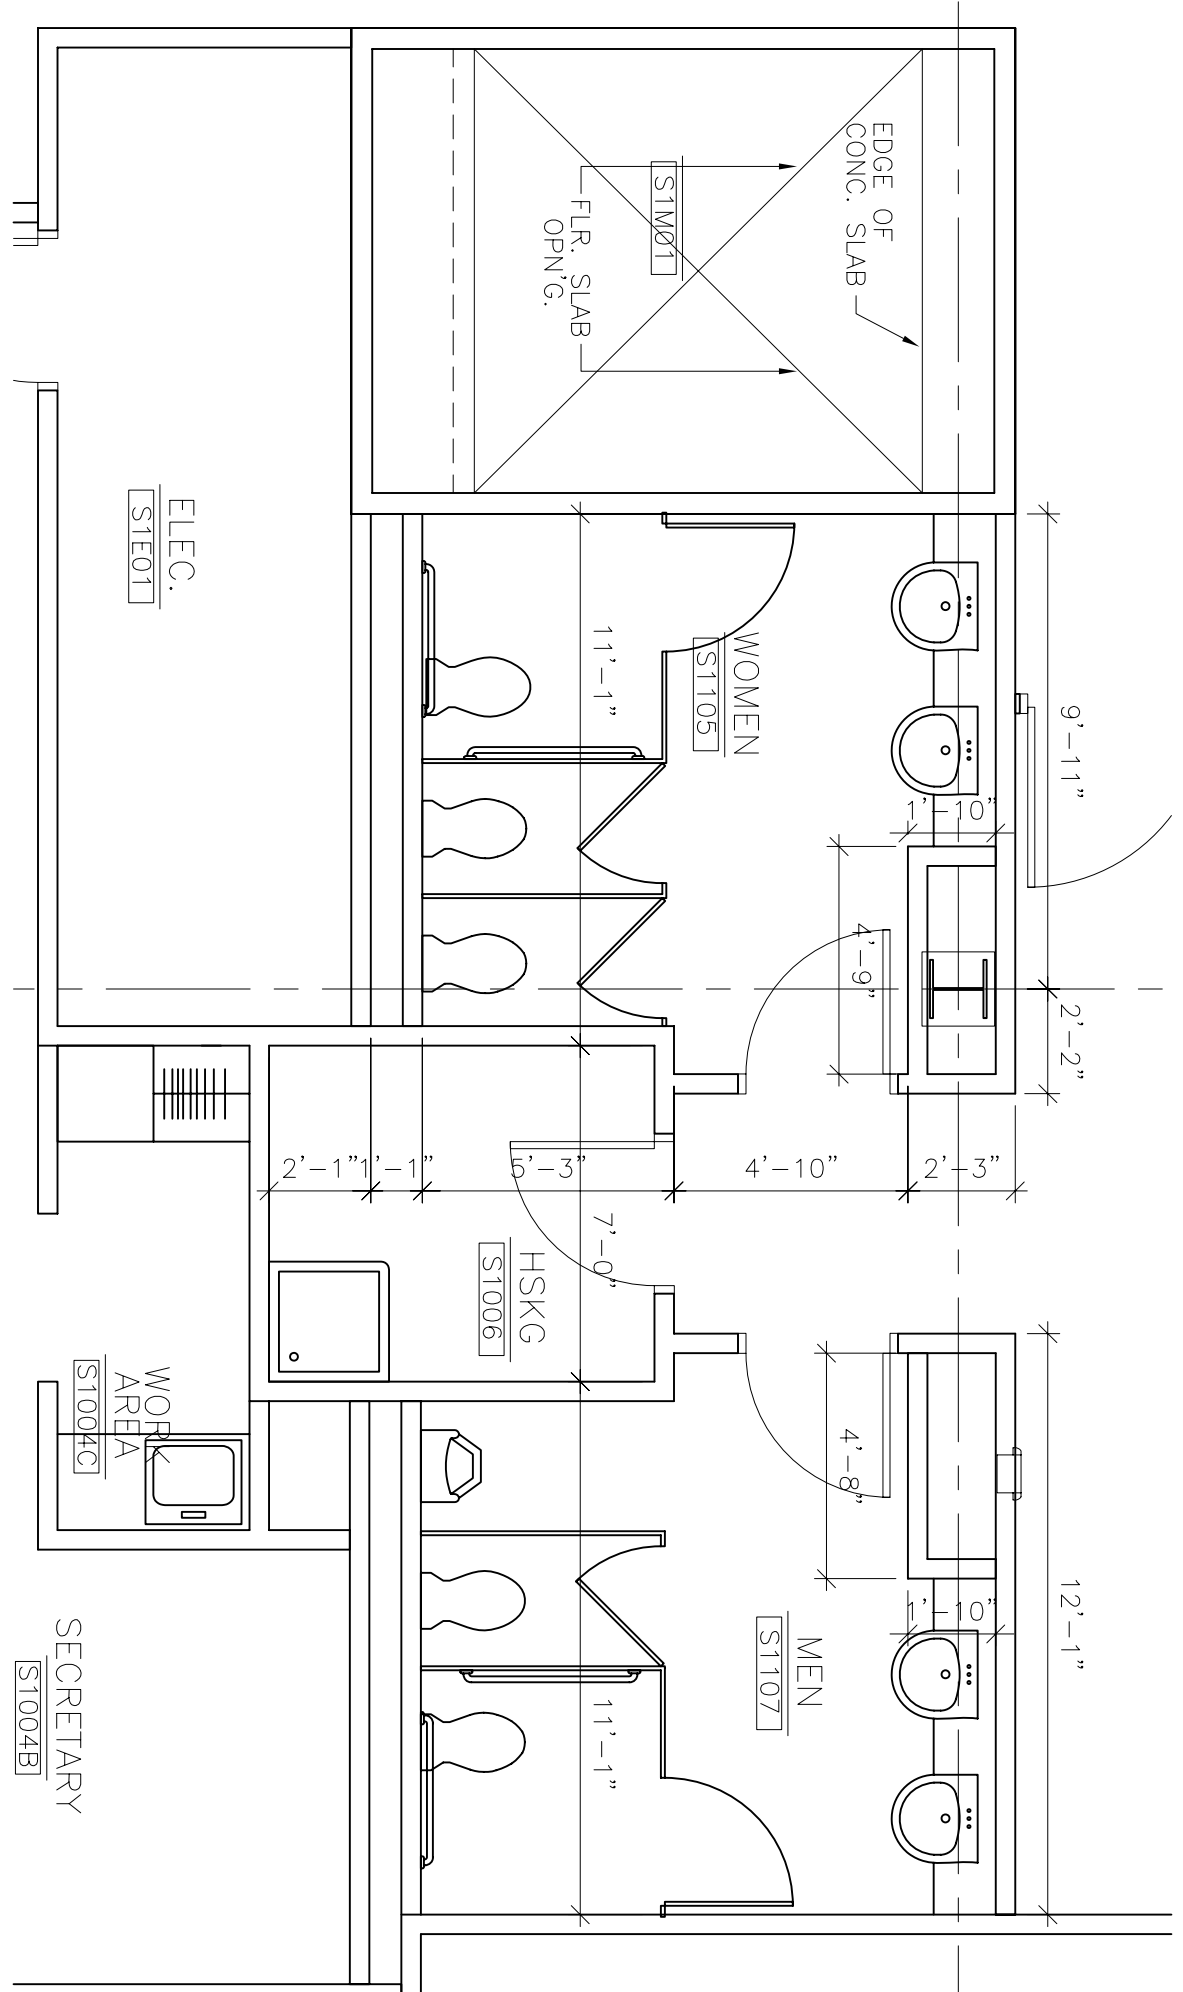 EDGE OF
CONC. SLAB
S1M01
FLR. SLAB
OPN'G.
ELEC.
S1E01
WOMEN
S1105
11'-1"
9'-11"
1'-10"
4'-9"
2'-2"
2'-1"
1'-1"
5'-3"
4'-10"
2'-3"
7'-0"
HSKG
S1006
WORK
AREA
S1004C
4'-8"
12'-1"
1'-10"
MEN
S1107
11'-1"
SECRETARY
S1004B